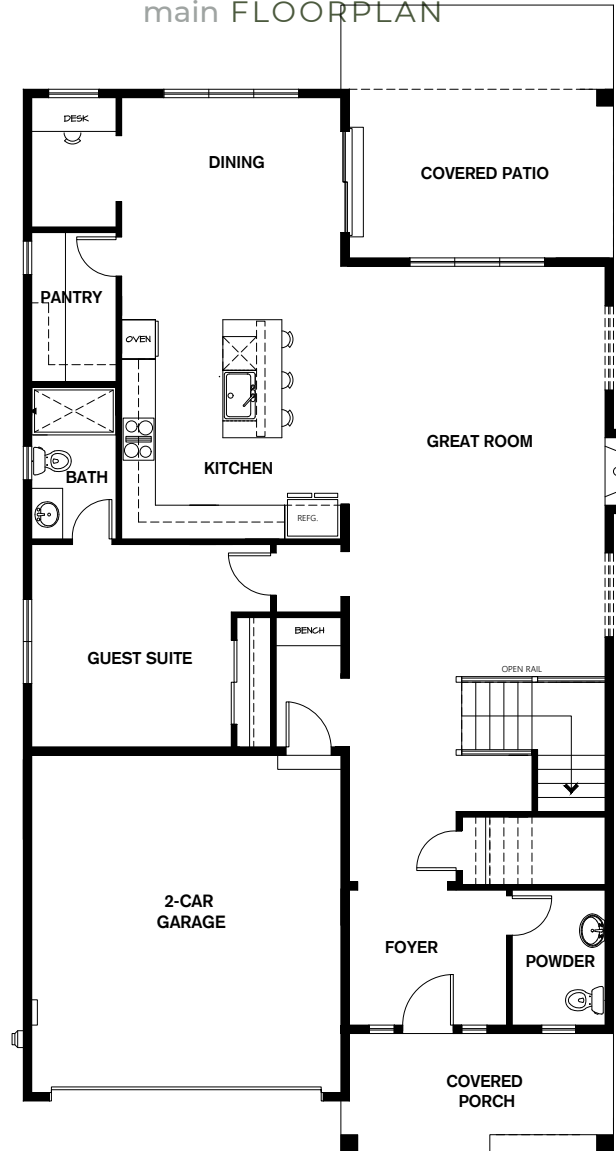 main FLOORPLAN
DESK
DINING
COVERED PATIO
PANTRY
OVEN
GREAT ROOM
KITCHEN
BATH
REFG.
BENCH
GUEST SUITE
OPEN RAIL
2-CAR
GARAGE
FOYER
POWDER
COVERED
PORCH